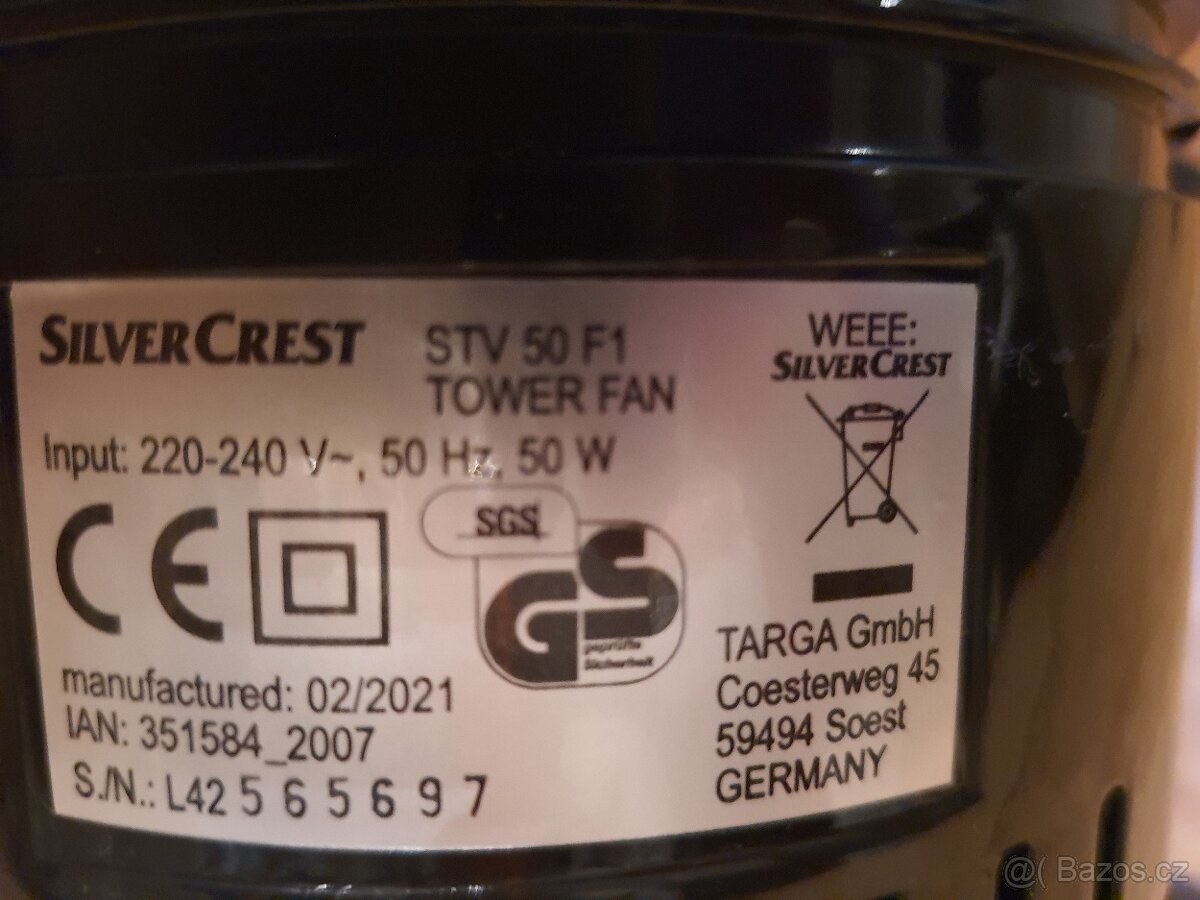 SILVERCREST
STV 50 F1
TOWER FAN
Input: 220-240 V~, 50 Hz, 50 W
WEEE:
SILVERCREST
CE
SGS
GS
geprüfte
Sicherheit
manufactured: 02/2021
IAN: 351584_2007
S./N.: L42 5 6 5 6 9 7
TARGA GmbH
Coesterweg 45
59494 Soest
GERMANY
@( Bazos.cz